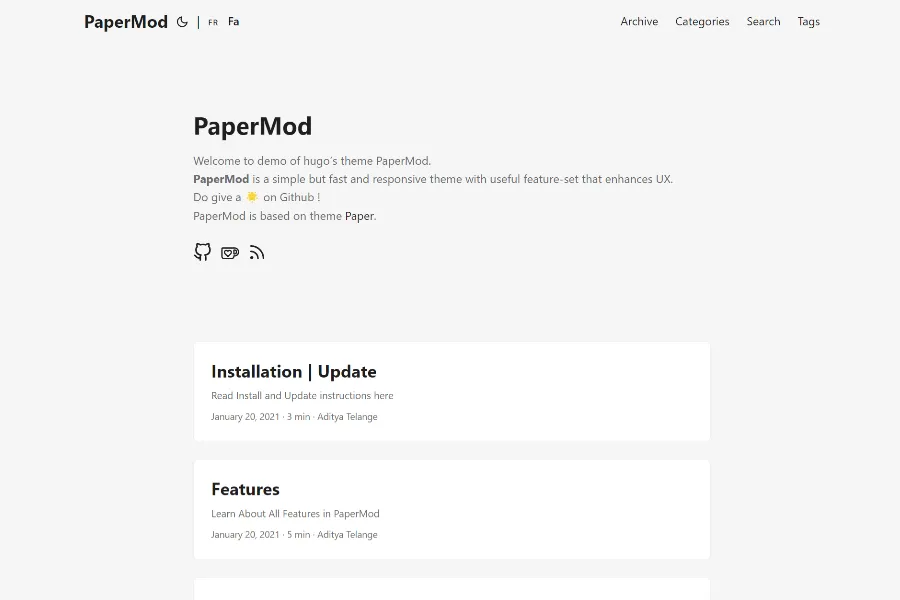 PaperMod | FR Fa
Archive Categories Search Tags
PaperMod
Welcome to demo of hugo's theme PaperMod.
PaperMod is a simple but fast and responsive theme with useful feature-set that enhances UX.
Do give a 🌟 on Github !
PaperMod is based on theme Paper.
Installation | Update
Read Install and Update instructions here
January 20, 2021 · 3 min · Aditya Telange
Features
Learn About All Features in PaperMod
January 20, 2021 · 5 min · Aditya Telange